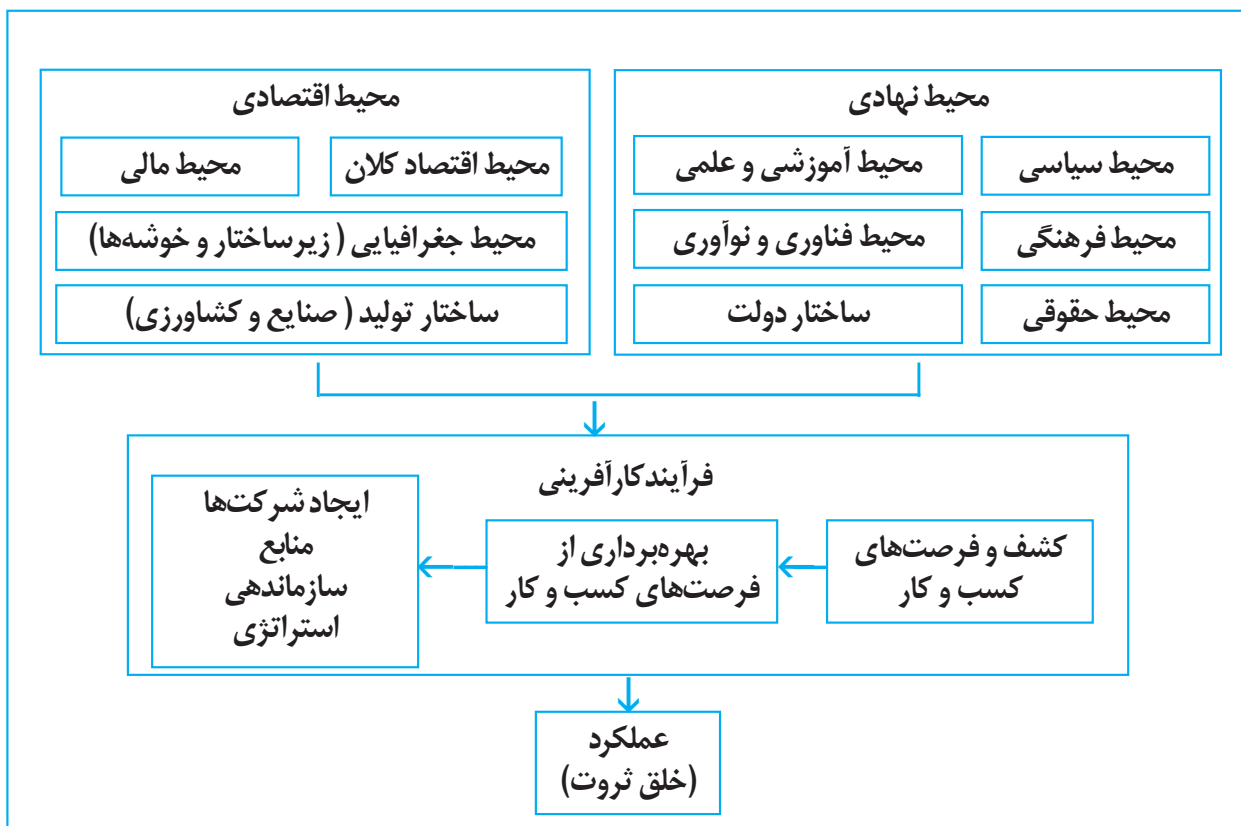 محیط نهادی
محیط سیاسی
محیط آموزشی و علمی
محیط فرهنگی
محیط فناوری و نوآوری
محیط حقوقی
ساختار دولت
محیط اقتصادی
محیط اقتصاد کلان
محیط مالی
محیط جغرافیایی ( زیرساختار و خوشه‌ها)
ساختار تولید ( صنایع و کشاورزی)
فرآیند کارآفرینی
کشف و فرصت‌های
کسب و کار
بهره‌برداری از
فرصت‌های کسب و کار
ایجاد شرکت‌ها
منابع
سازماندهی
استراتژی
عملکرد
(خلق ثروت)